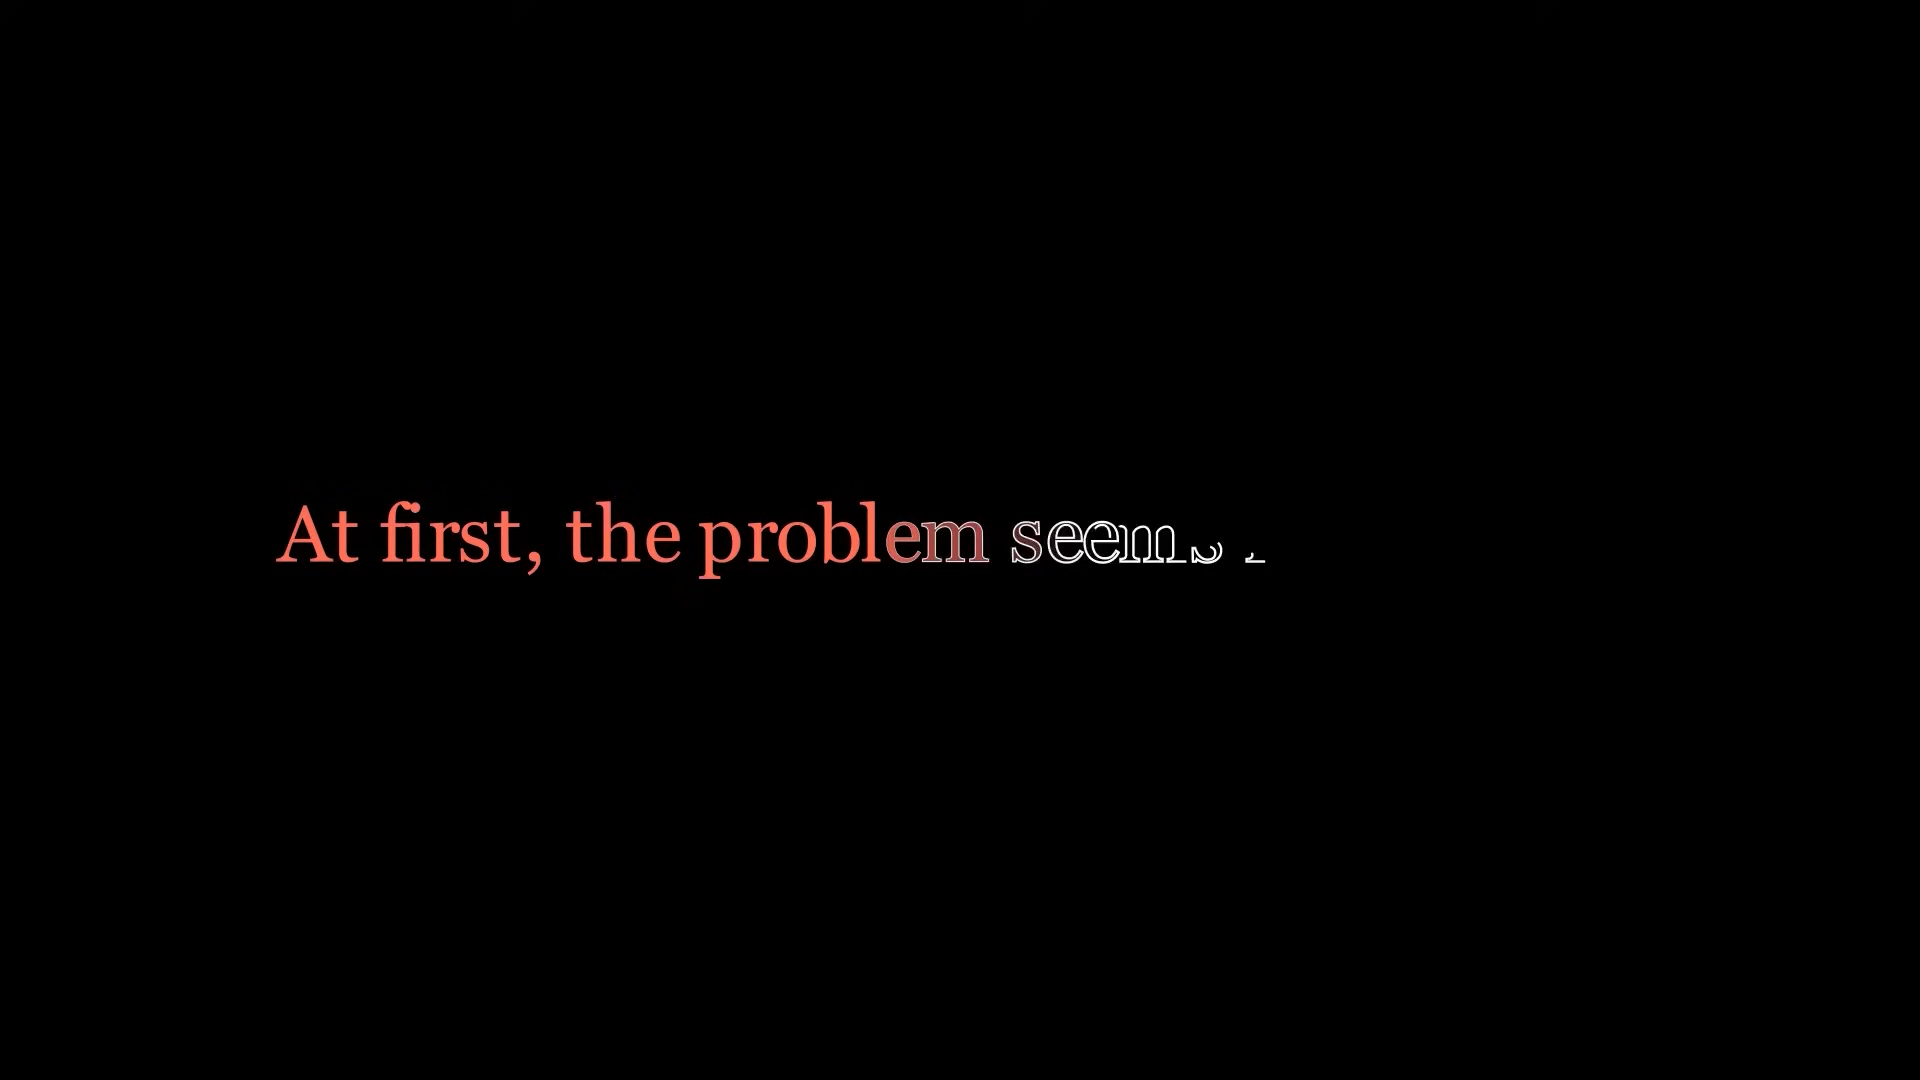 At first, the problem seems